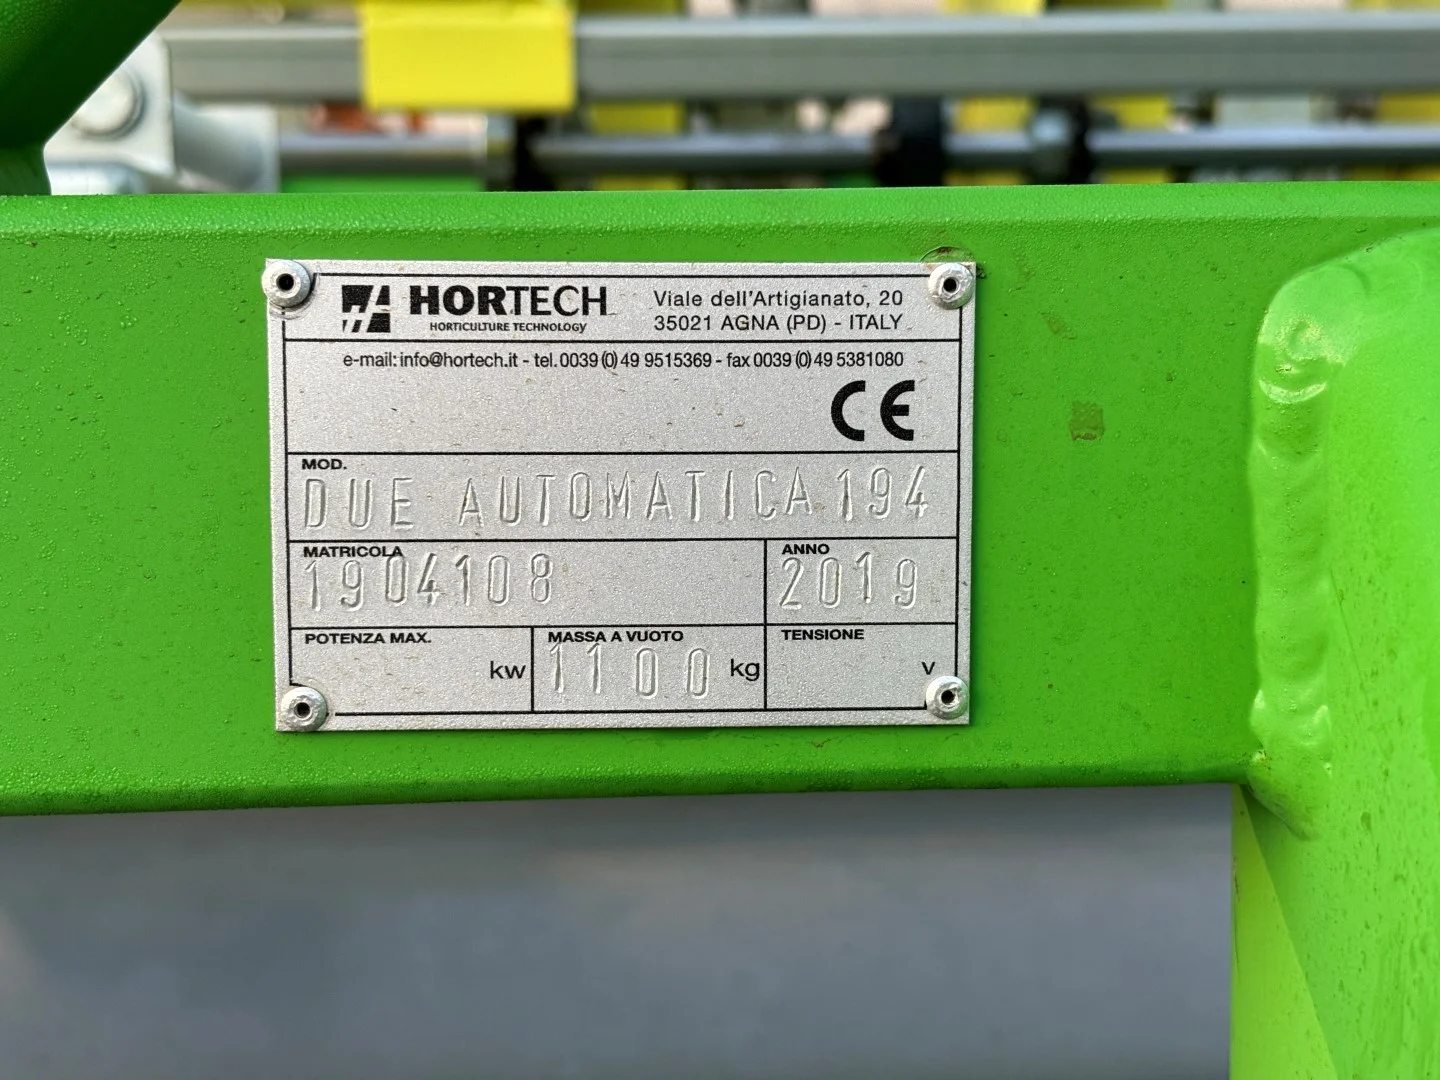 HORTECH
HORTICULTURE TECHNOLOGY
Viale dell'Artigianato, 20
35021 AGNA (PD) - ITALY
e-mail: info@hortech.it - tel. 0039 (0) 49 9515369 - fax 0039 (0) 49 5381080
CE
MOD.
DUE AUTOMATICA 194
MATRICOLA
1904108
ANNO
2019
POTENZA MAX.
kw
MASSA A VUOTO
1100 kg
TENSIONE
v